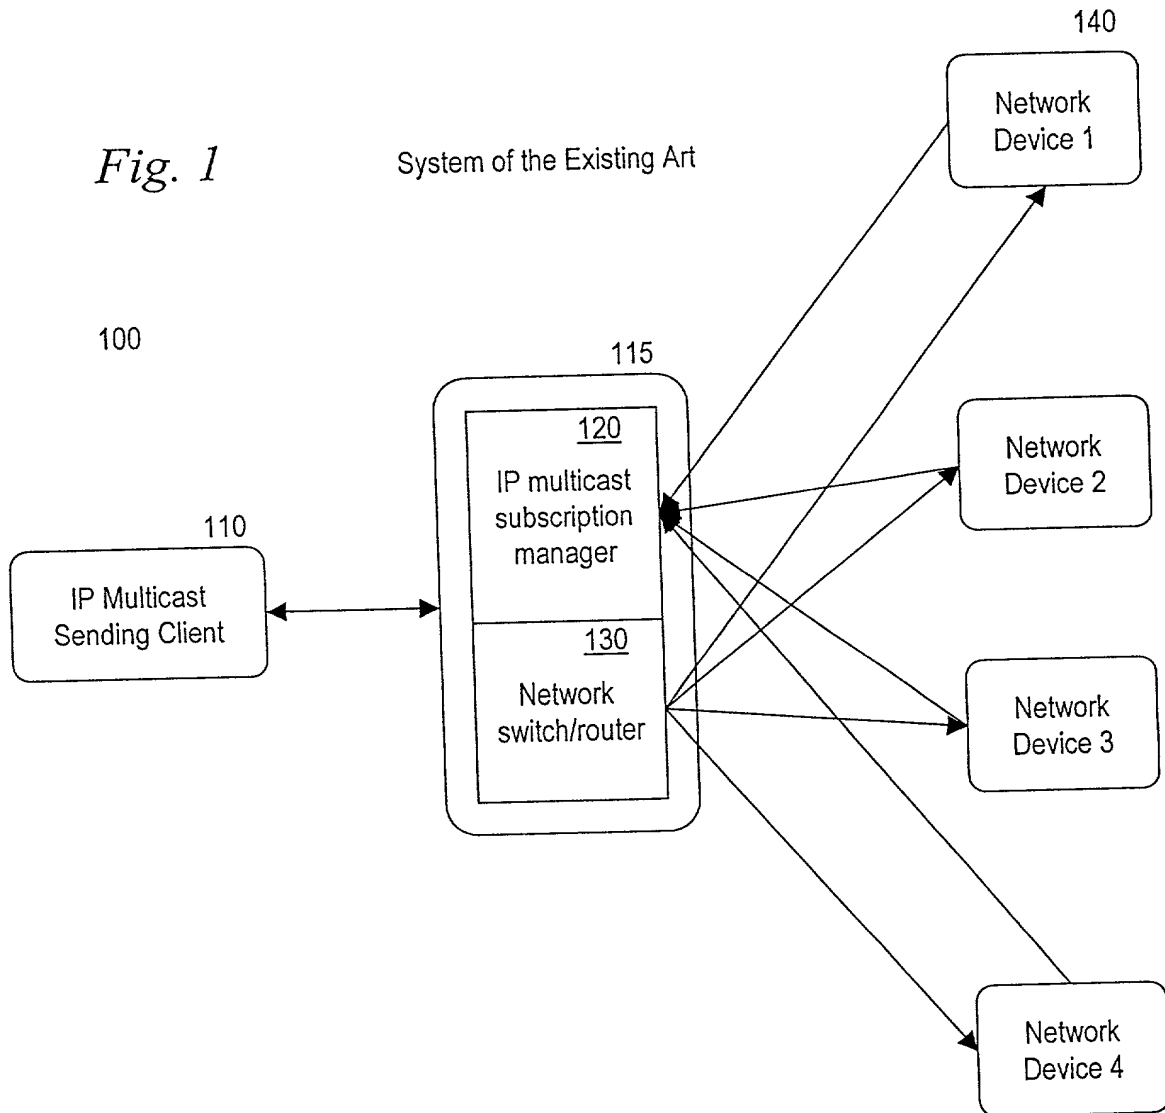 140
Network
Device 1
Fig. 1
System of the Existing Art
100
115
120
IP multicast
subscription
manager
Network
Device 2
110
IP Multicast
Sending Client
130
Network
switch/router
Network
Device 3
Network
Device 4